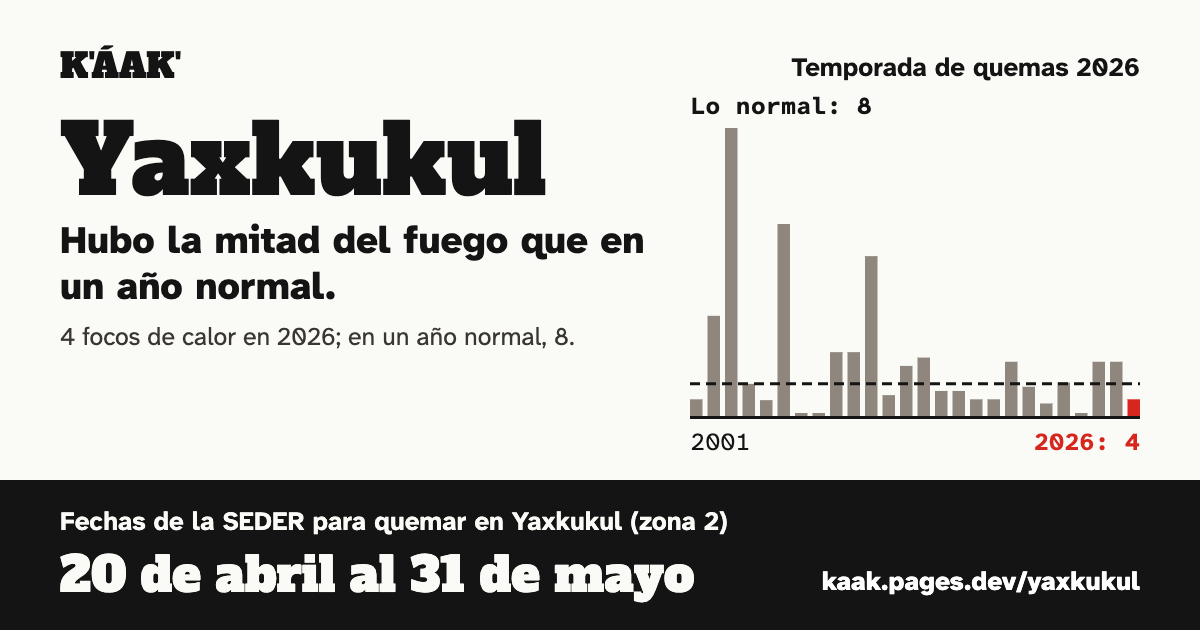 K'ÁAK'
Yaxkukul
Hubo la mitad del fuego que en
un año normal.
4 focos de calor en 2026; en un año normal, 8.
Temporada de quemas 2026
Lo normal: 8
2001
2026: 4
Fechas de la SEDER para quemar en Yaxkukul (zona 2)
20 de abril al 31 de mayo
kaak.pages.dev/yaxkukul